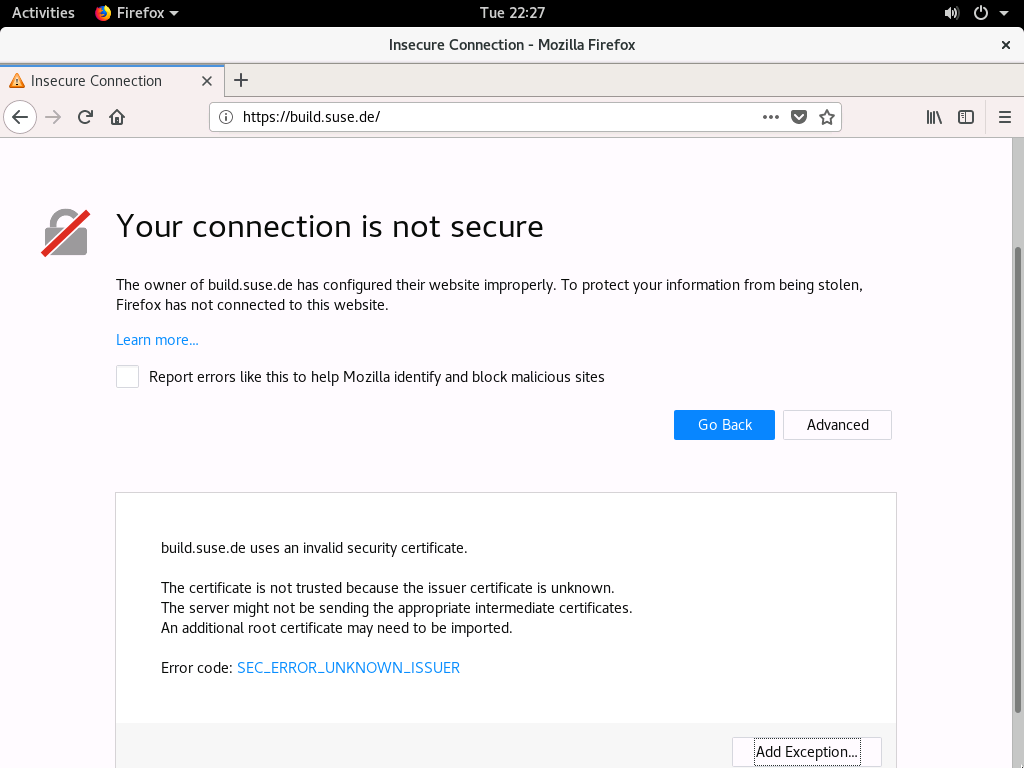 Activities Firefox Tue 22:27
Insecure Connection - Mozilla Firefox
Insecure Connection
https://build.suse.de/
Your connection is not secure
The owner of build.suse.de has configured their website improperly. To protect your information from being stolen,
Firefox has not connected to this website.
Learn more...
Report errors like this to help Mozilla identify and block malicious sites
Go Back Advanced
build.suse.de uses an invalid security certificate.
The certificate is not trusted because the issuer certificate is unknown.
The server might not be sending the appropriate intermediate certificates.
An additional root certificate may need to be imported.
Error code: SEC_ERROR_UNKNOWN_ISSUER
Add Exception...